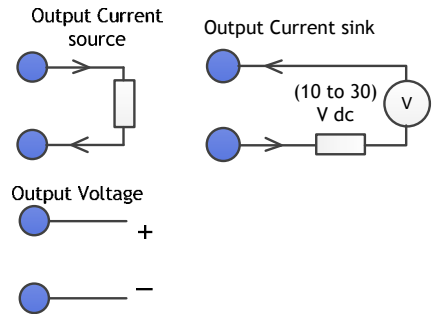 Output Current
source
Output Current sink
(10 to 30)
V dc
V
Output Voltage
+
−